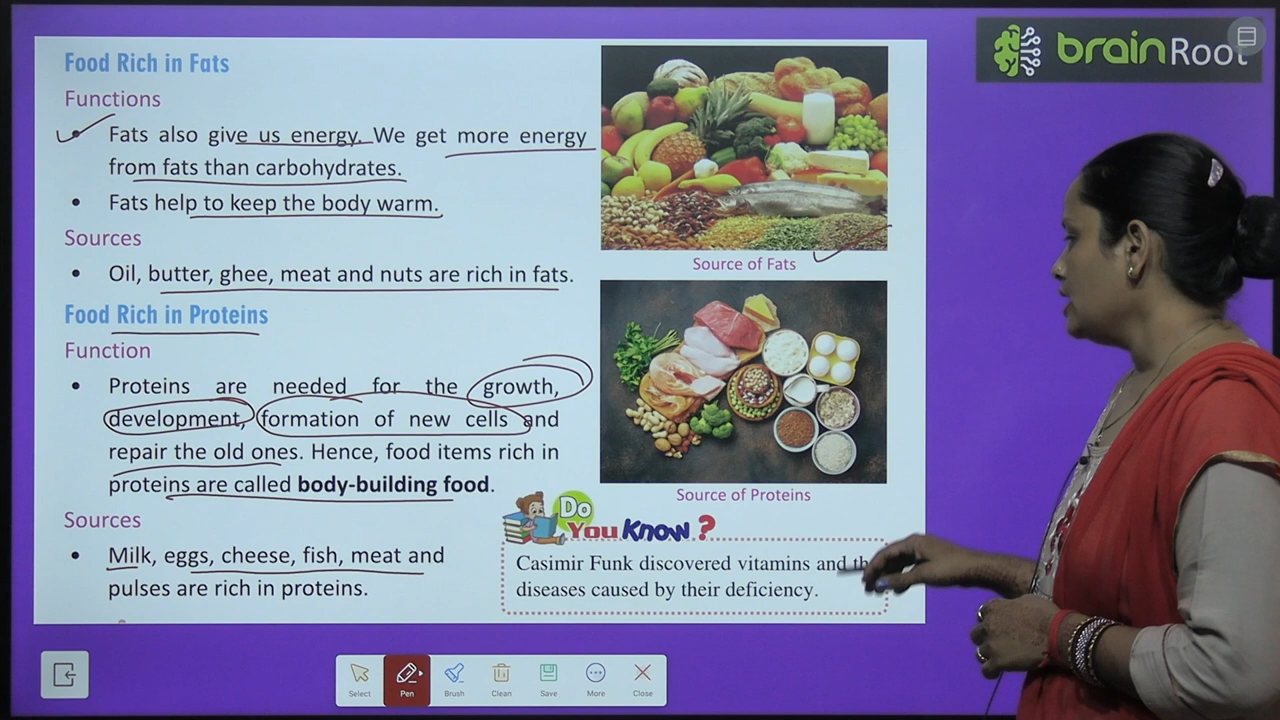 brainRoot
Food Rich in Fats
Functions
• Fats also give us energy. We get more energy
from fats than carbohydrates.
• Fats help to keep the body warm.
Sources
• Oil, butter, ghee, meat and nuts are rich in fats.
Source of Fats
Food Rich in Proteins
Function
• Proteins are needed for the growth,
development, formation of new cells and
repair the old ones. Hence, food items rich in
proteins are called body-building food.
Sources
• Milk, eggs, cheese, fish, meat and
pulses are rich in proteins.
Source of Proteins
Do
You Know?
Casimir Funk discovered vitamins and
diseases caused by their deficiency.
Select
Pen
Brush
Clean
Save
More
Close